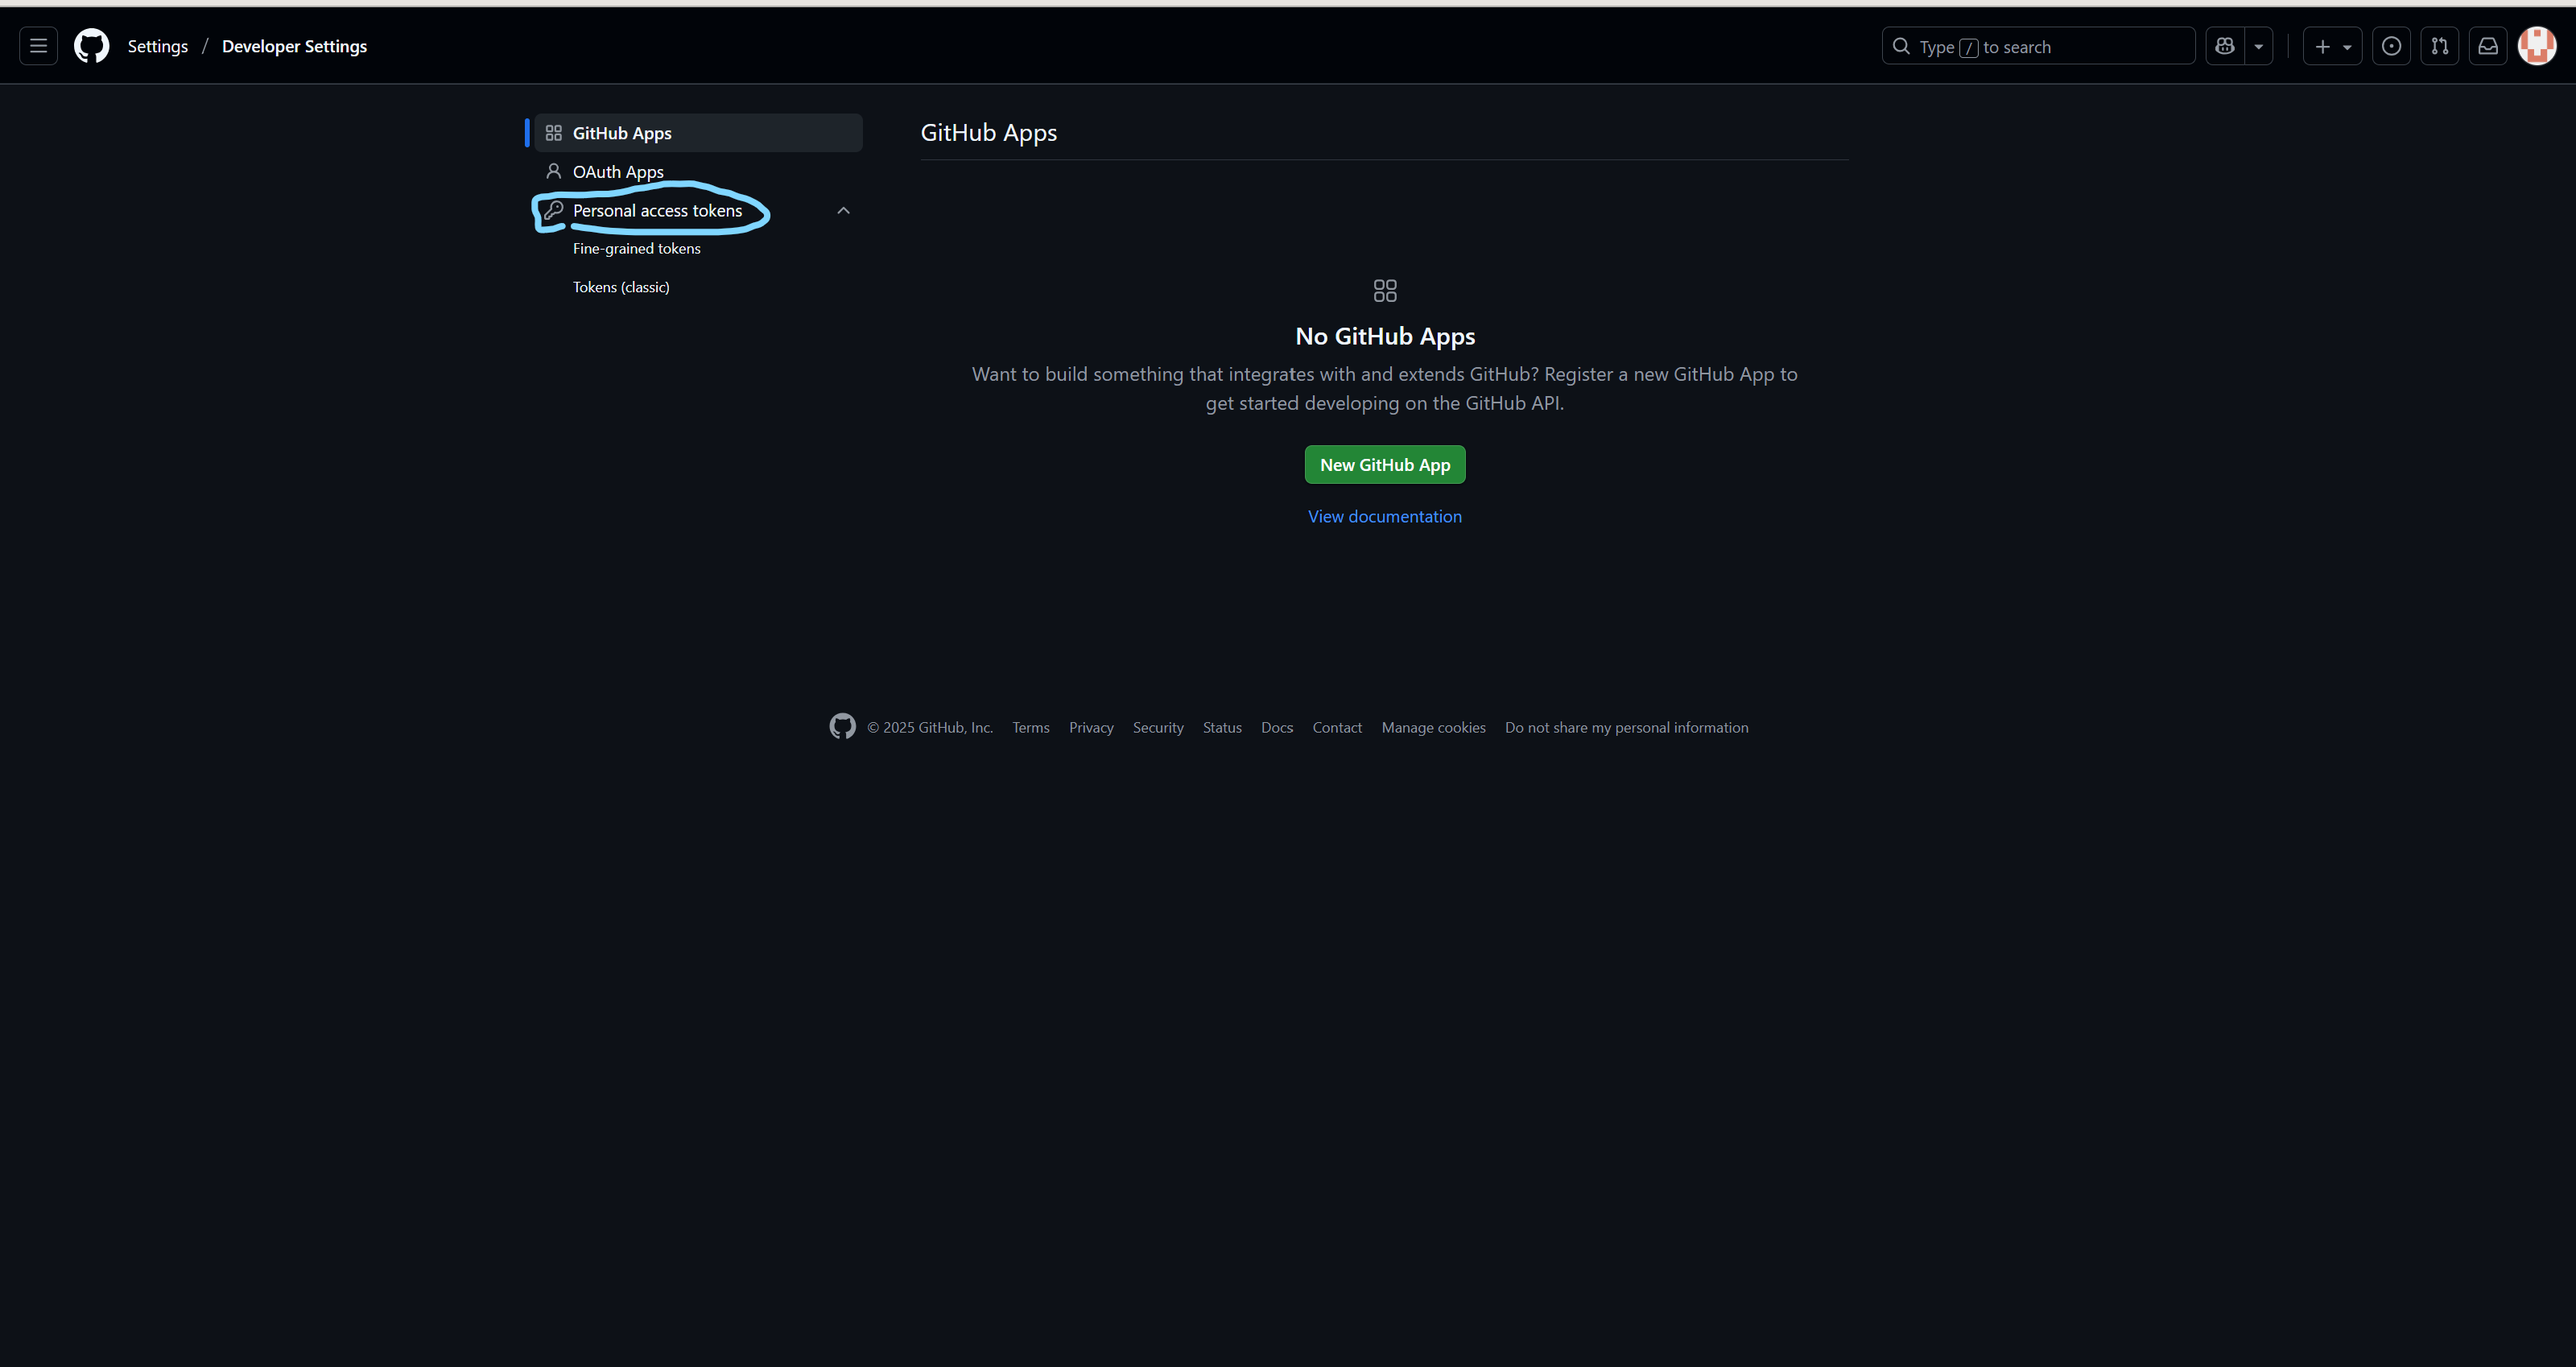 Settings / Developer Settings
Type / to search
GitHub Apps
OAuth Apps
Personal access tokens
Fine-grained tokens
Tokens (classic)
GitHub Apps
No GitHub Apps
Want to build something that integrates with and extends GitHub? Register a new GitHub App to
get started developing on the GitHub API.
New GitHub App
View documentation
© 2025 GitHub, Inc. Terms Privacy Security Status Docs Contact Manage cookies Do not share my personal information